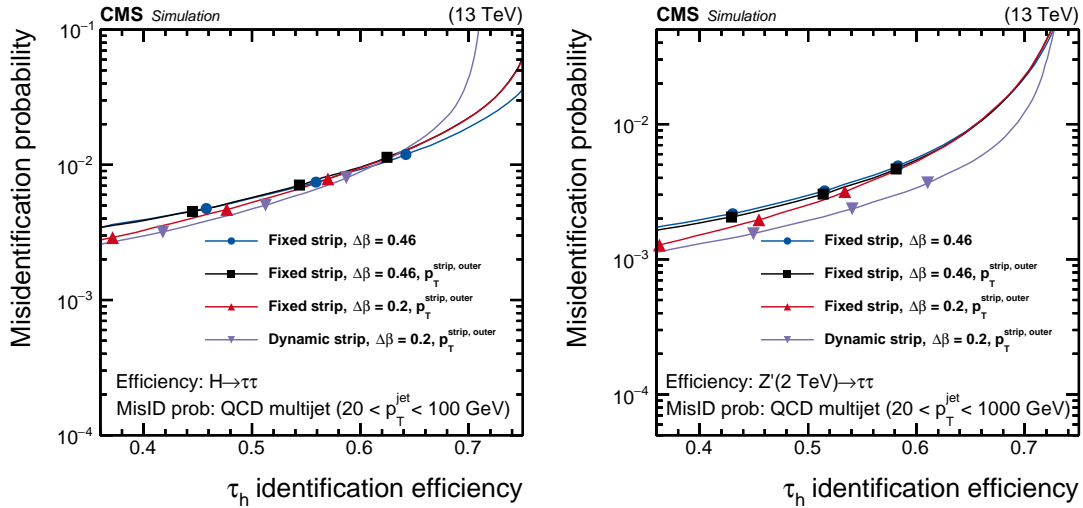 CMS Simulation (13 TeV)
Misidentification probability
10⁻¹
10⁻²
10⁻³
10⁻⁴
Fixed strip, Δβ = 0.46
Fixed strip, Δβ = 0.46, p_T^strip, outer
Fixed strip, Δβ = 0.2, p_T^strip, outer
Dynamic strip, Δβ = 0.2, p_T^strip, outer
Efficiency: H→ττ
MisID prob: QCD multijet (20 < p_T^jet < 100 GeV)
0.4 0.5 0.6 0.7
τ_h identification efficiency
CMS Simulation (13 TeV)
Misidentification probability
10⁻²
10⁻³
10⁻⁴
Fixed strip, Δβ = 0.46
Fixed strip, Δβ = 0.46, p_T^strip, outer
Fixed strip, Δβ = 0.2, p_T^strip, outer
Dynamic strip, Δβ = 0.2, p_T^strip, outer
Efficiency: Z'(2 TeV)→ττ
MisID prob: QCD multijet (20 < p_T^jet < 1000 GeV)
0.4 0.5 0.6 0.7
τ_h identification efficiency